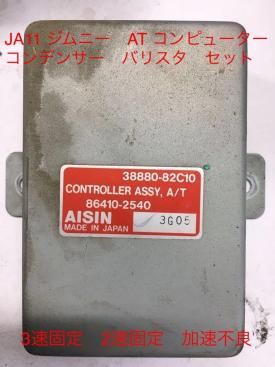 JA11 ジムニー　AT コンピューター
コンデンサー　バリスタ　セット
38880-82C10
CONTROLLER ASSY, A/T
86410-2540
AISIN
MADE IN JAPAN
3G05
3速固定　2速固定　加速不良